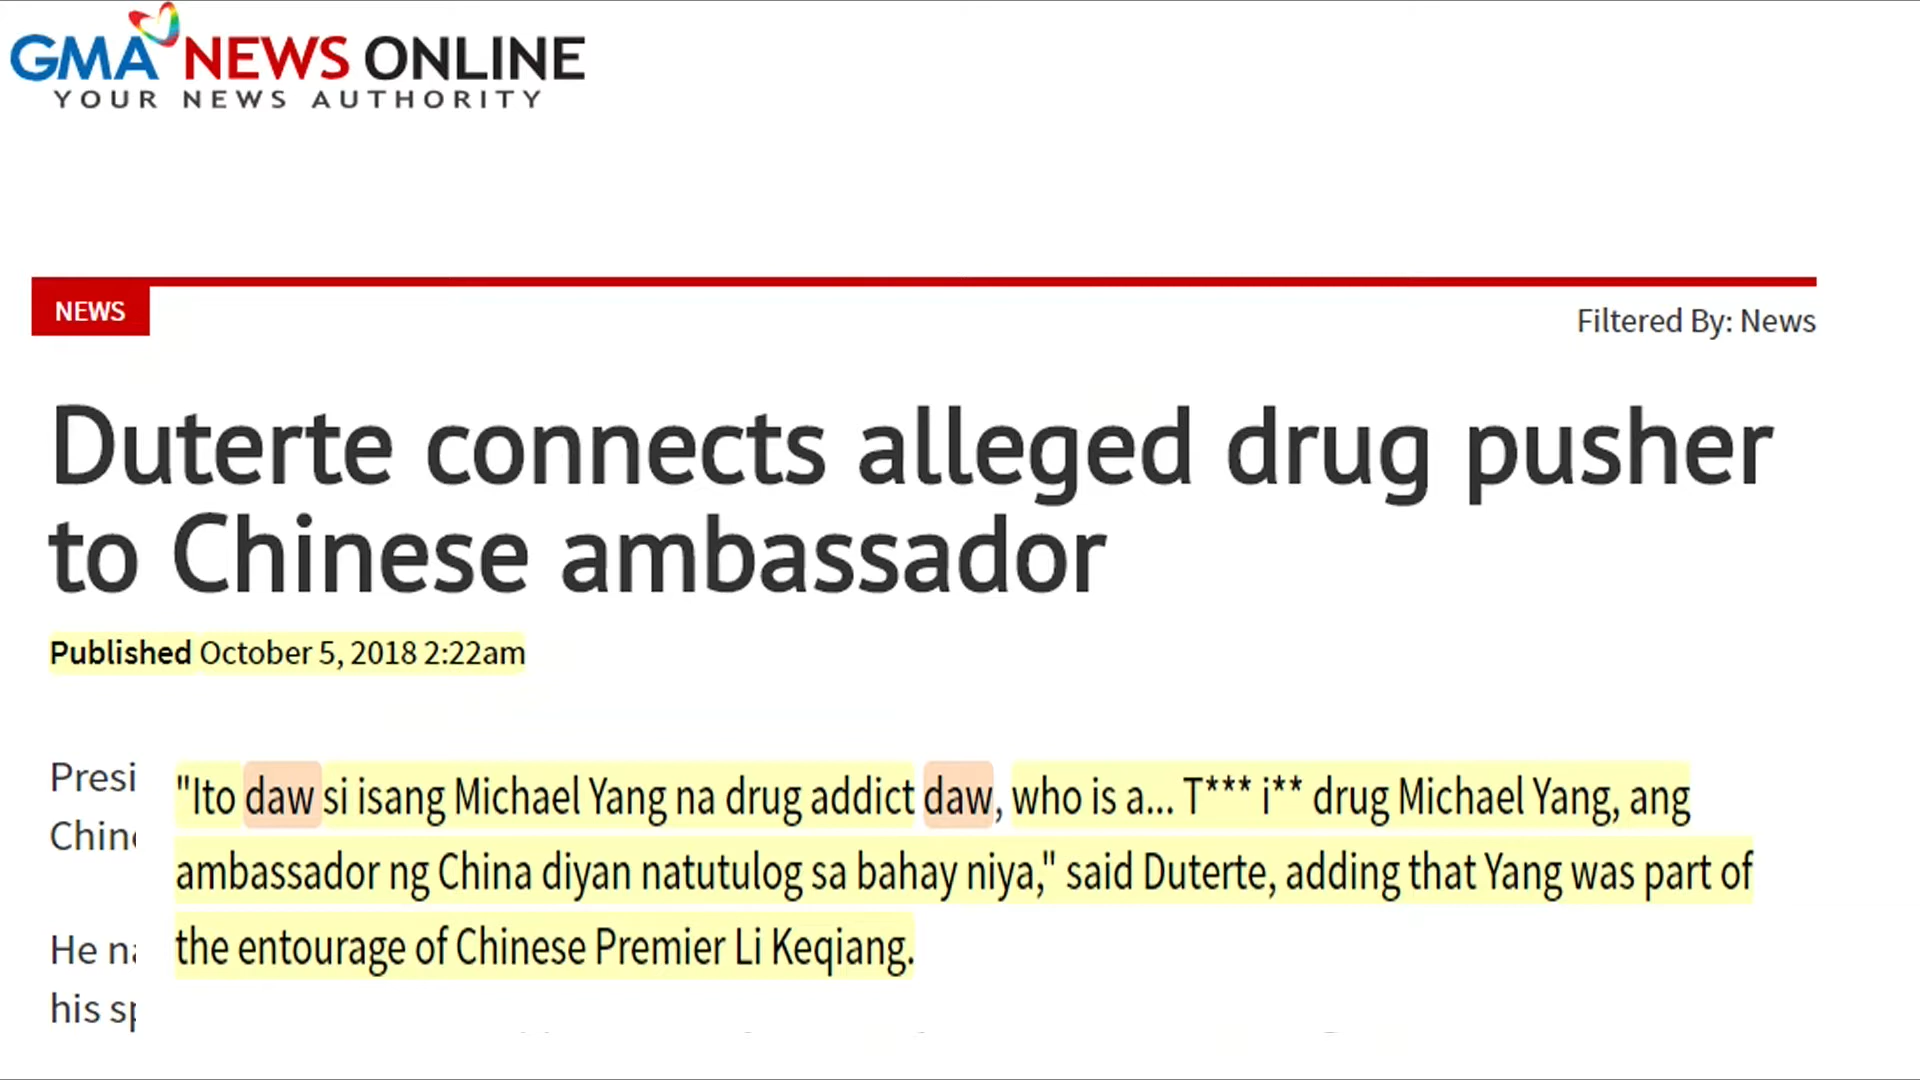 GMA NEWS ONLINE
YOUR NEWS AUTHORITY
NEWS
Filtered By: News
Duterte connects alleged drug pusher
to Chinese ambassador
Published October 5, 2018 2:22am
"Ito daw si isang Michael Yang na drug addict daw, who is a... T*** i** drug Michael Yang, ang
ambassador ng China diyan natutulog sa bahay niya," said Duterte, adding that Yang was part of
the entourage of Chinese Premier Li Keqiang.
He
his